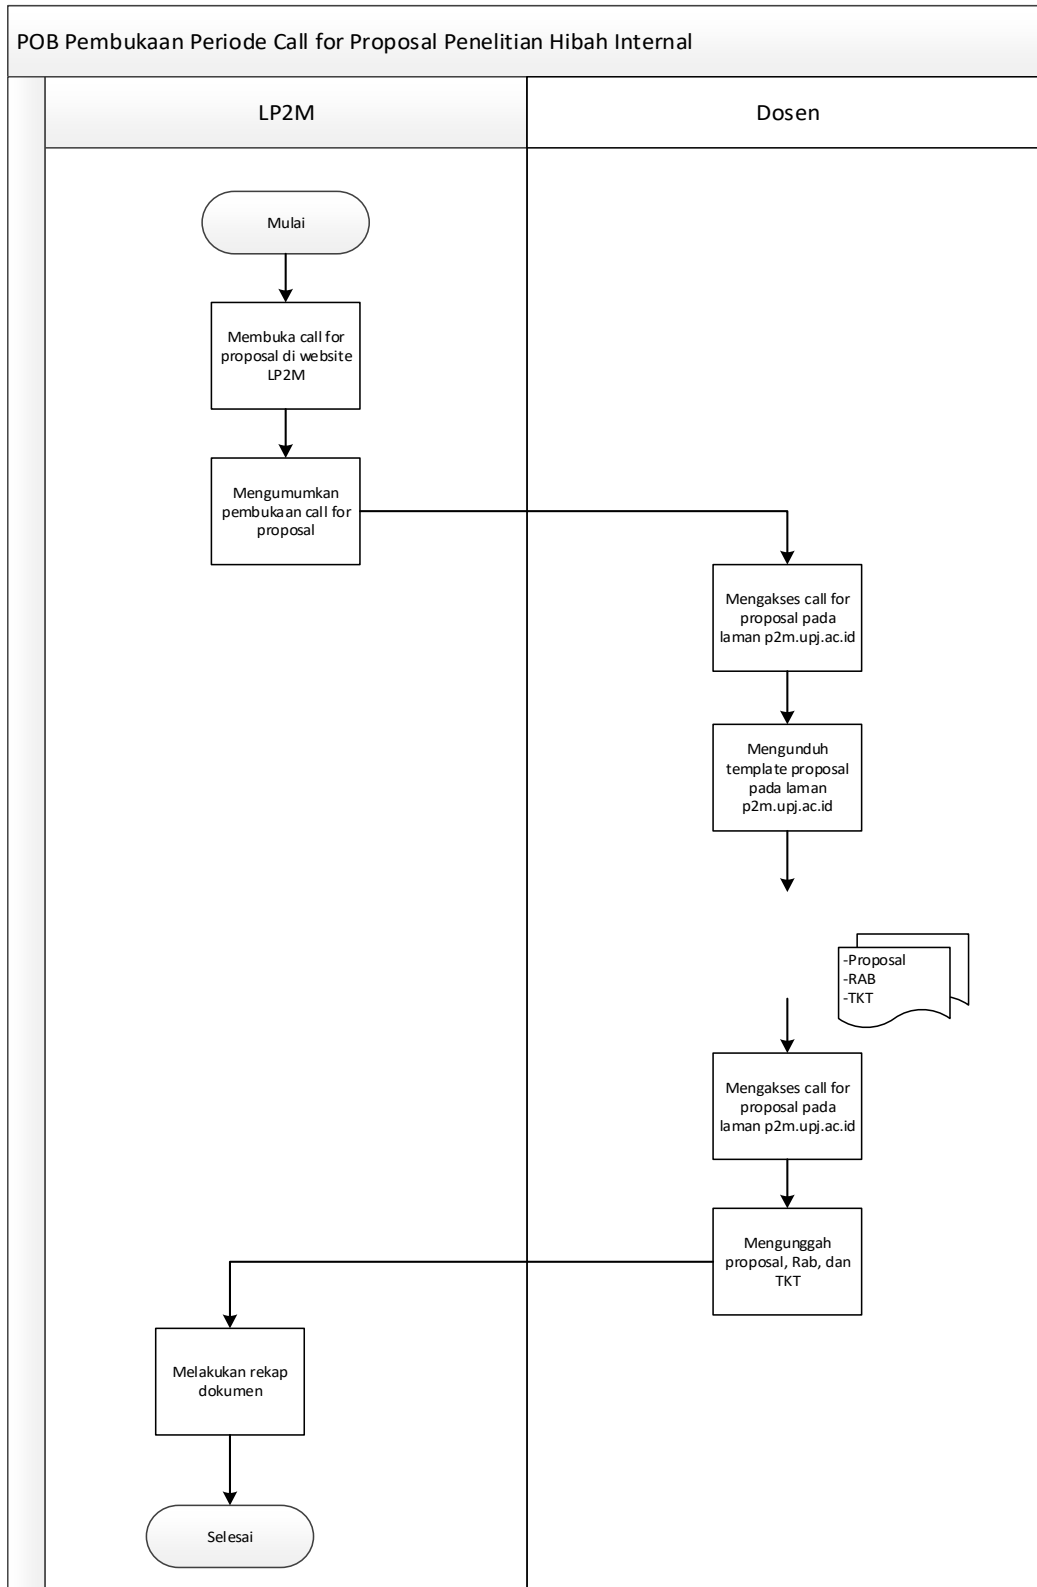 POB Pembukaan Periode Call for Proposal Penelitian Hibah Internal
LP2M
Dosen
Mulai
Membuka call for
proposal di website
LP2M
Mengumumkan
pembukaan call for
proposal
Mengakses call for
proposal pada
laman p2m.upj.ac.id
Mengunduh
template proposal
pada laman
p2m.upj.ac.id
-Proposal
-RAB
-TKT
Mengakses call for
proposal pada
laman p2m.upj.ac.id
Mengunggah
proposal, Rab, dan
TKT
Melakukan rekap
dokumen
Selesai